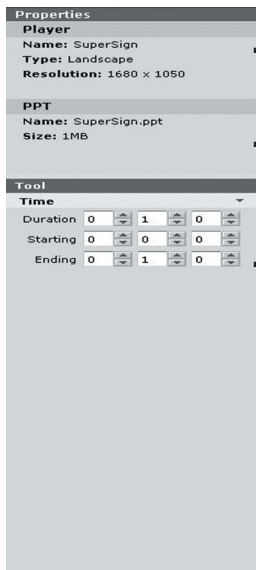 Properties
Player
Name: SuperSign
Type: Landscape
Resolution: 1680 x 1050
PPT
Name: SuperSign.ppt
Size: 1MB
Tool
Time
Duration 0 1 0
Starting 0 0 0
Ending 0 1 0